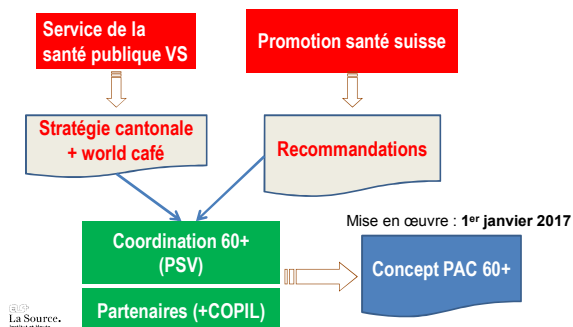 Service de la
santé publique VS
Promotion santé suisse
Stratégie cantonale
+ world café
Recommandations
Mise en œuvre : 1er janvier 2017
Coordination 60+
(PSV)
Concept PAC 60+
Partenaires (+COPIL)
La Source.